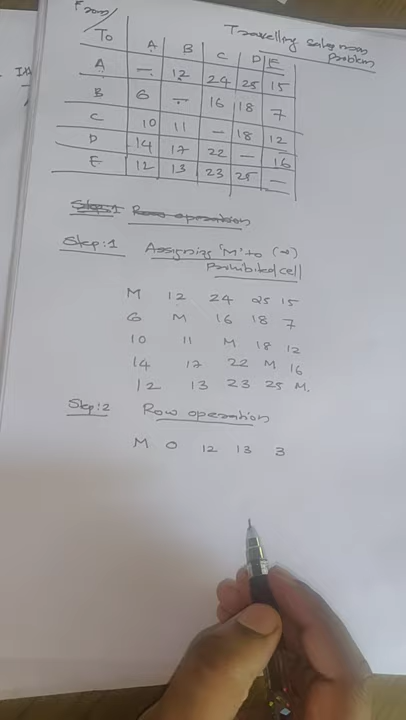 From
Travelling salesman
Problem
To A B C D E
A — 12 24 25 15
B 6 — 16 18 7
C 10 11 — 18 12
D 14 17 22 — 16
E 12 13 23 25 —
Step:1 Row operation
Step:1 Assigning 'M' to (∞)
Prohibited cell
M 12 24 25 15
6 M 16 18 7
10 11 M 18 12
14 17 22 M 16
12 13 23 25 M.
Step:2 Row operation
M 0 12 13 3